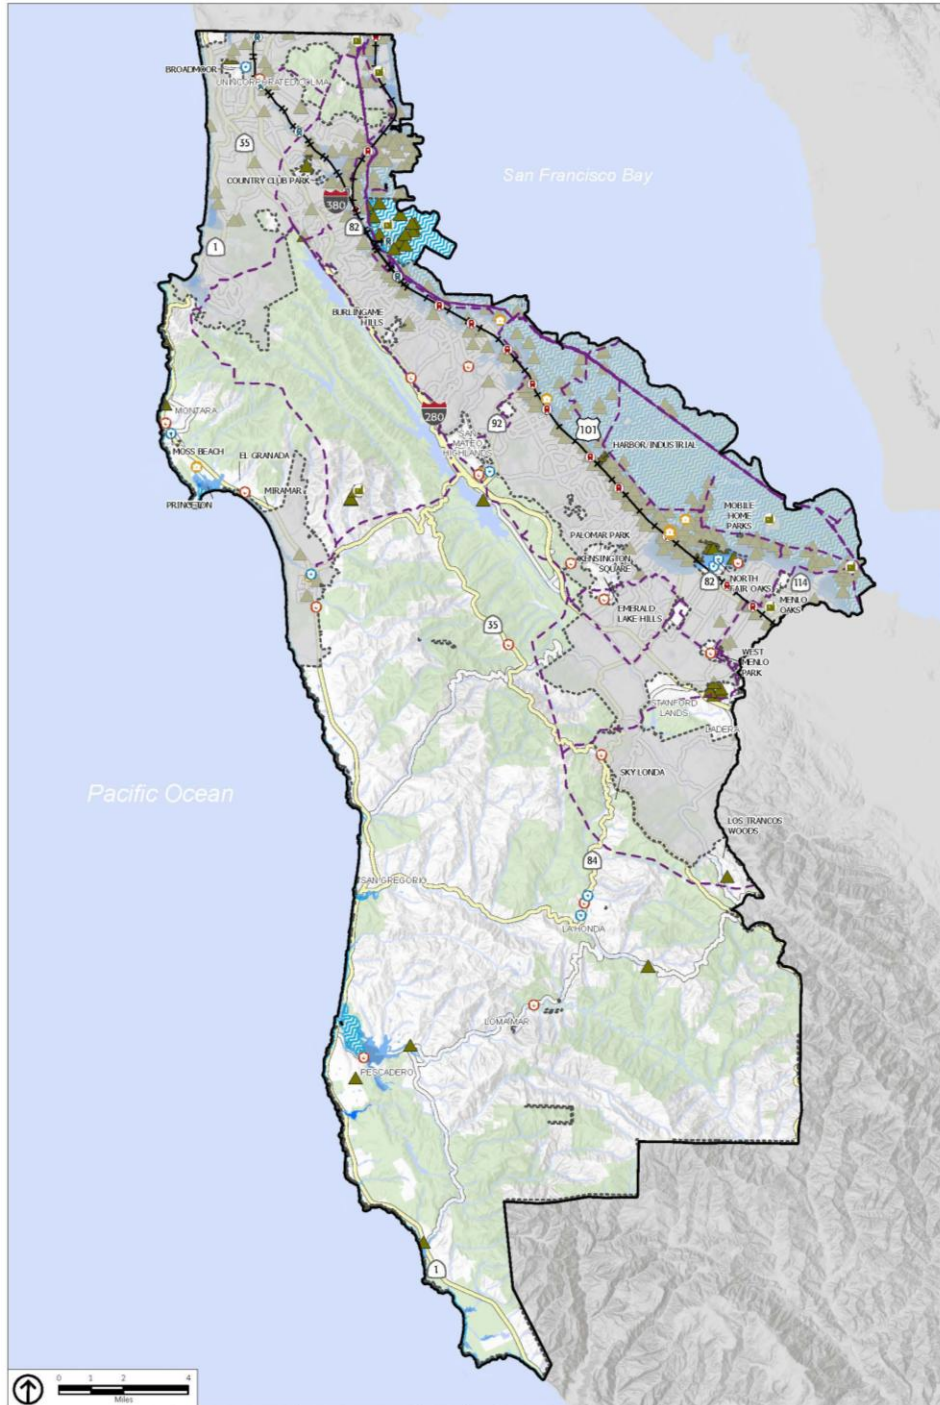 BROADMOOR
UNINCORPORATED COLMA
35
San Francisco Bay
COUNTRY CLUB PARK
380
82
1
BURLINGAME
HILLS
280
92
SAN
MATEO
HIGHLAND
101
HARBOR/INDUSTRIAL
MONTARA
MOSS BEACH
EL GRANADA
MIRAMAR
PRINCETON
MOBILE
HOME
PARKS
PALOMAR PARK
KENSINGTON
SQUARE
82
NORTH
FAIR OAKS
114
MENLO
OAKS
EMERALD
LAKE HILLS
35
WEST
MENLO
PARK
STANFORD
LANDS
LADERA
SKY LONDA
Pacific Ocean
LOS TRANCOS
WOODS
84
SAN GREGORIO
LA HONDA
LOMA MAR
PESCADERO
1
0 1 2 4
Miles